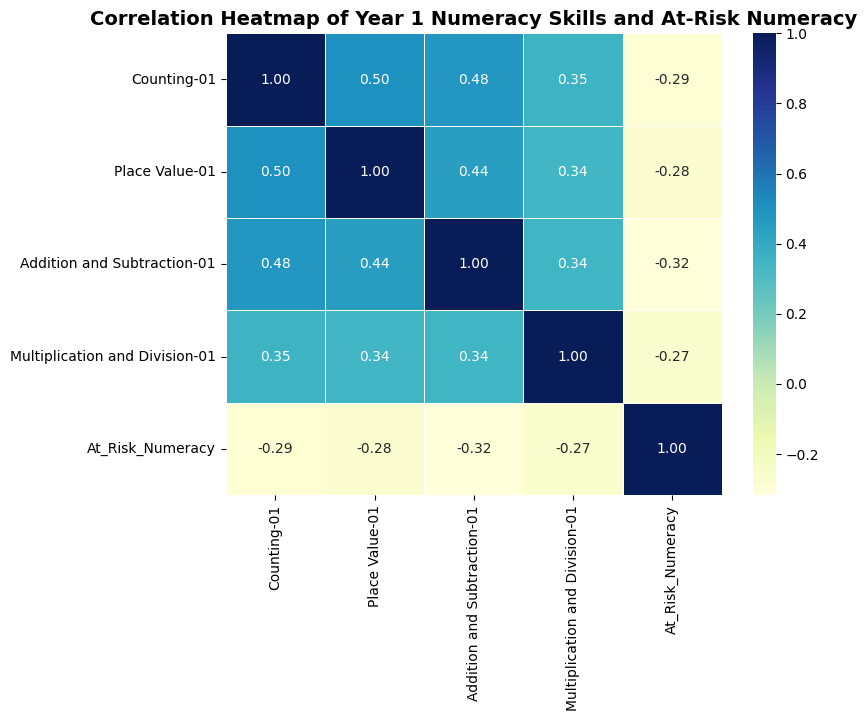 Correlation Heatmap of Year 1 Numeracy Skills and At-Risk Numeracy
Counting-01 1.00 0.50 0.48 0.35 -0.29
Place Value-01 0.50 1.00 0.44 0.34 -0.28
Addition and Subtraction-01 0.48 0.44 1.00 0.34 -0.32
Multiplication and Division-01 0.35 0.34 0.34 1.00 -0.27
At_Risk_Numeracy -0.29 -0.28 -0.32 -0.27 1.00
Counting-01
Place Value-01
Addition and Subtraction-01
Multiplication and Division-01
At_Risk_Numeracy
1.0
0.8
0.6
0.4
0.2
0.0
−0.2